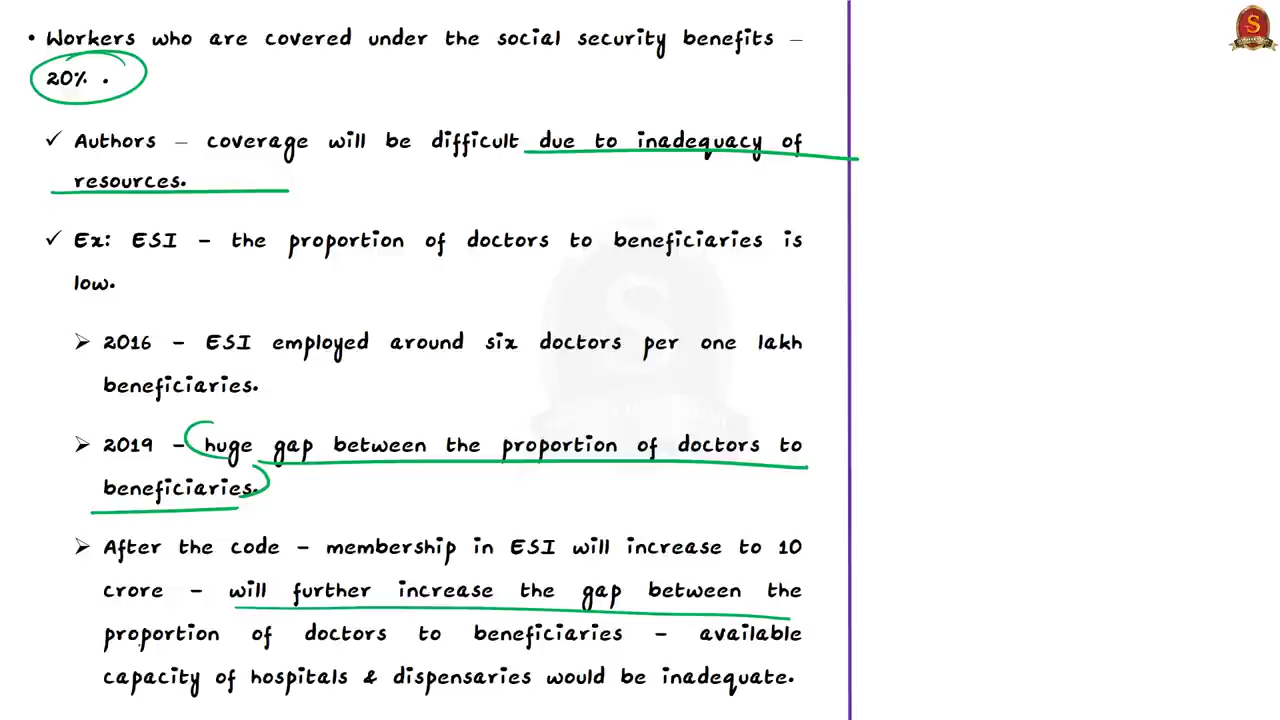 • Workers who are covered under the social security benefits –
20% .
✓ Authors – coverage will be difficult due to inadequacy of
resources.
✓ Ex: ESI – the proportion of doctors to beneficiaries is
low.
➢ 2016 – ESI employed around six doctors per one lakh
beneficiaries.
➢ 2019 – huge gap between the proportion of doctors to
beneficiaries.
➢ After the code – membership in ESI will increase to 10
crore – will further increase the gap between the
proportion of doctors to beneficiaries – available
capacity of hospitals & dispensaries would be inadequate.
S
S